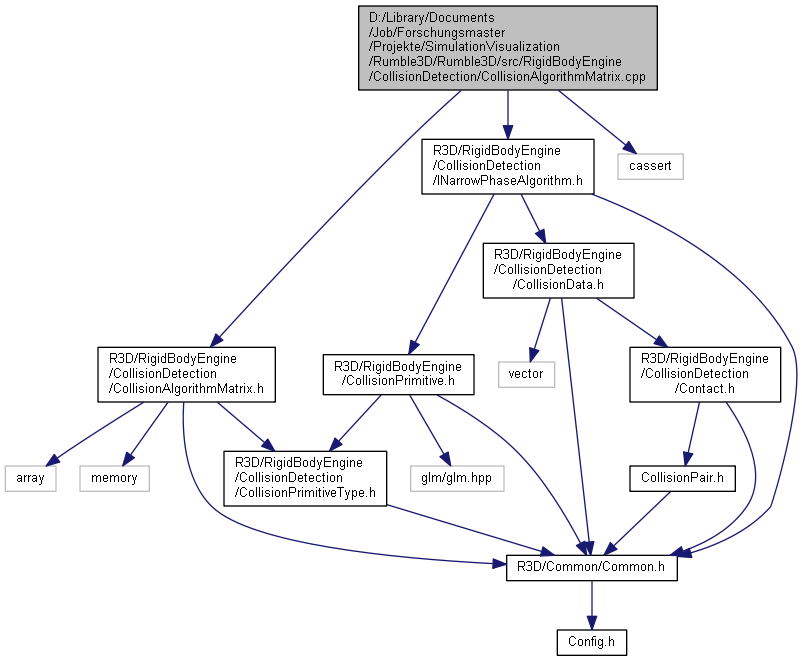 D:/Library/Documents
/Job/Forschungsmaster
/Projekte/SimulationVisualization
/Rumble3D/Rumble3D/src/RigidBodyEngine
/CollisionDetection/CollisionAlgorithmMatrix.cpp
R3D/RigidBodyEngine
/CollisionDetection
/INarrowPhaseAlgorithm.h
cassert
R3D/RigidBodyEngine
/CollisionDetection
/CollisionData.h
R3D/RigidBodyEngine
/CollisionDetection
/CollisionAlgorithmMatrix.h
R3D/RigidBodyEngine
/CollisionPrimitive.h
vector
R3D/RigidBodyEngine
/CollisionDetection
/Contact.h
array
memory
R3D/RigidBodyEngine
/CollisionDetection
/CollisionPrimitiveType.h
glm/glm.hpp
CollisionPair.h
R3D/Common/Common.h
Config.h